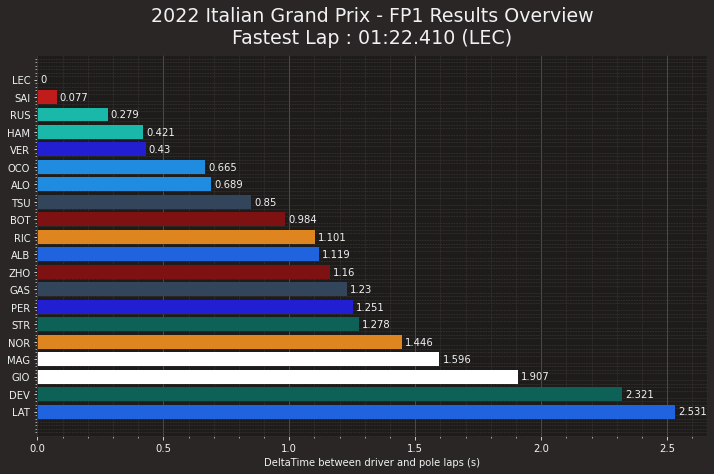 2022 Italian Grand Prix - FP1 Results Overview
Fastest Lap : 01:22.410 (LEC)
LEC 0
SAI 0.077
RUS 0.279
HAM 0.421
VER 0.43
OCO 0.665
ALO 0.689
TSU 0.85
BOT 0.984
RIC 1.101
ALB 1.119
ZHO 1.16
GAS 1.23
PER 1.251
STR 1.278
NOR 1.446
MAG 1.596
GIO 1.907
DEV 2.321
LAT 2.531
0.0 0.5 1.0 1.5 2.0 2.5
DeltaTime between driver and pole laps (s)